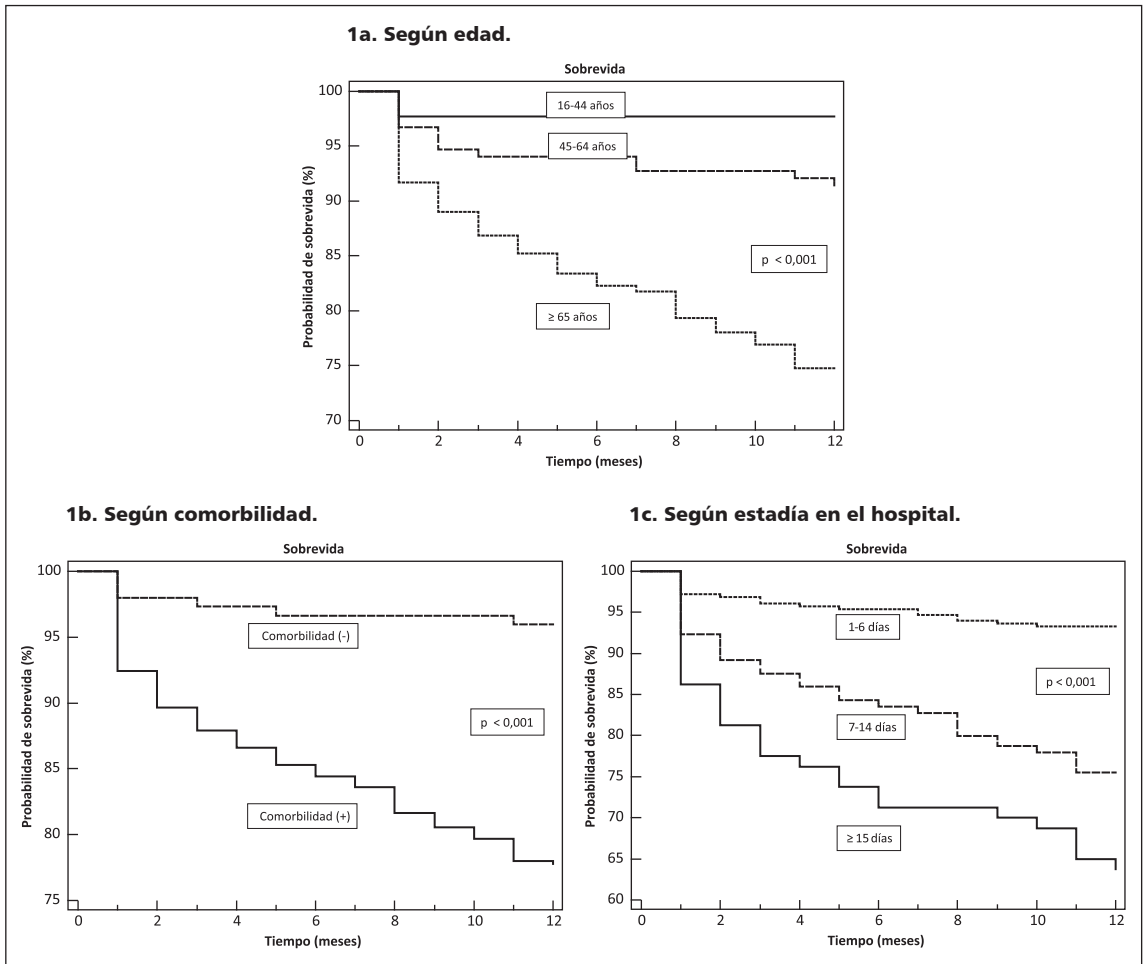 1a. Según edad.
Sobrevida
Probabilidad de sobrevida (%)
100
95
90
85
80
75
70
16-44 años
45-64 años
≥ 65 años
p < 0,001
0 2 4 6 8 10 12
Tiempo (meses)
1b. Según comorbilidad.
Sobrevida
Probabilidad de sobrevida (%)
100
95
90
85
80
75
Comorbilidad (-)
p < 0,001
Comorbilidad (+)
0 2 4 6 8 10 12
Tiempo (meses)
1c. Según estadía en el hospital.
Sobrevida
Probabilidad de sobrevida (%)
100
95
90
85
80
75
70
65
60
1-6 días
p < 0,001
7-14 días
≥ 15 días
0 2 4 6 8 10 12
Tiempo (meses)